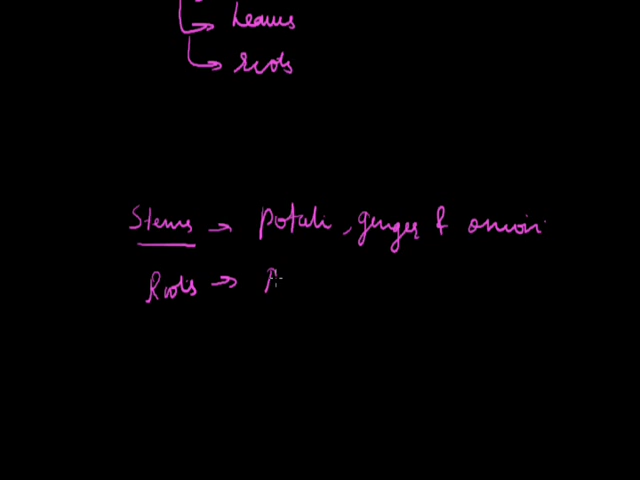 Leaves
roots
Stems → Potato, ginger & onion
Roots →